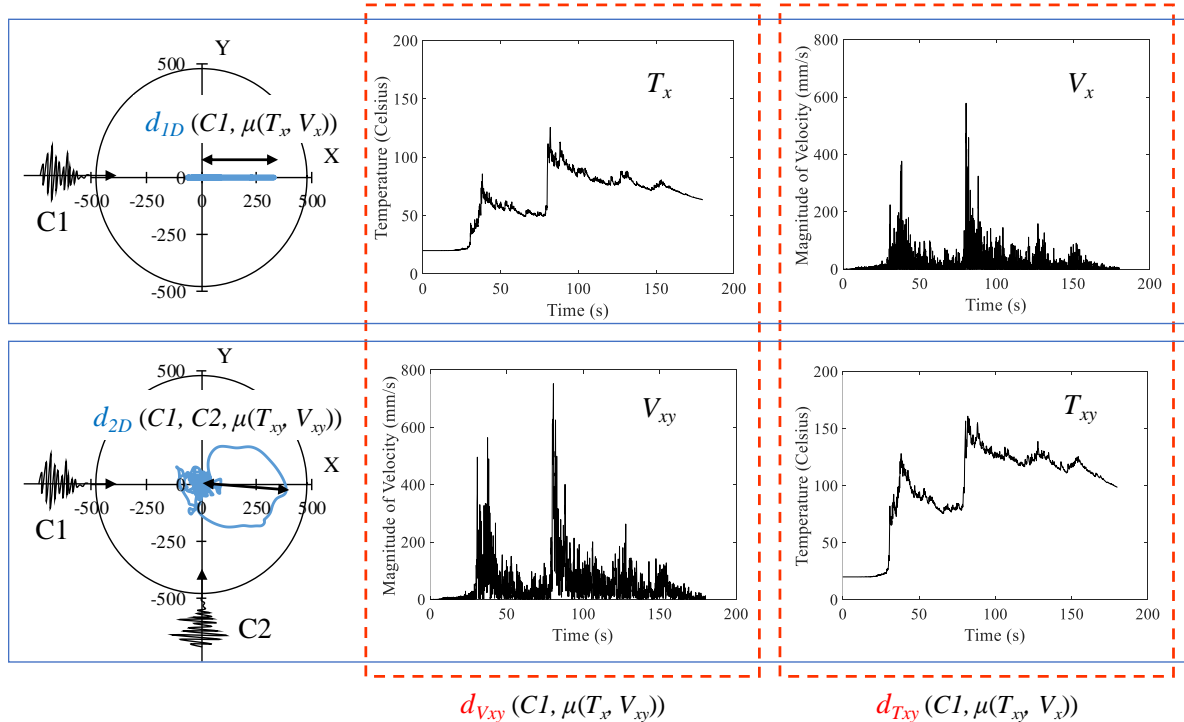 Y
500
d1D (C1, μ(Tx, Vx))
250
X
0
-500 -250 0 250 500
C1
-250
-500
200
150
100
50
0
Temperature (Celsius)
Tx
0 50 100 150 200
Time (s)
800
600
400
200
0
Magnitude of Velocity (mm/s)
Vx
0 50 100 150 200
Time (s)
Y
500
d2D (C1, C2, μ(Txy, Vxy))
X
0
-500 -250 0 250 500
C1
-250
-500
C2
800
600
400
200
0
Magnitude of Velocity (mm/s)
Vxy
0 50 100 150 200
Time (s)
200
150
100
50
0
Temperature (Celsius)
Txy
0 50 100 150 200
Time (s)
dVxy (C1, μ(Tx, Vxy))
dTxy (C1, μ(Txy, Vx))